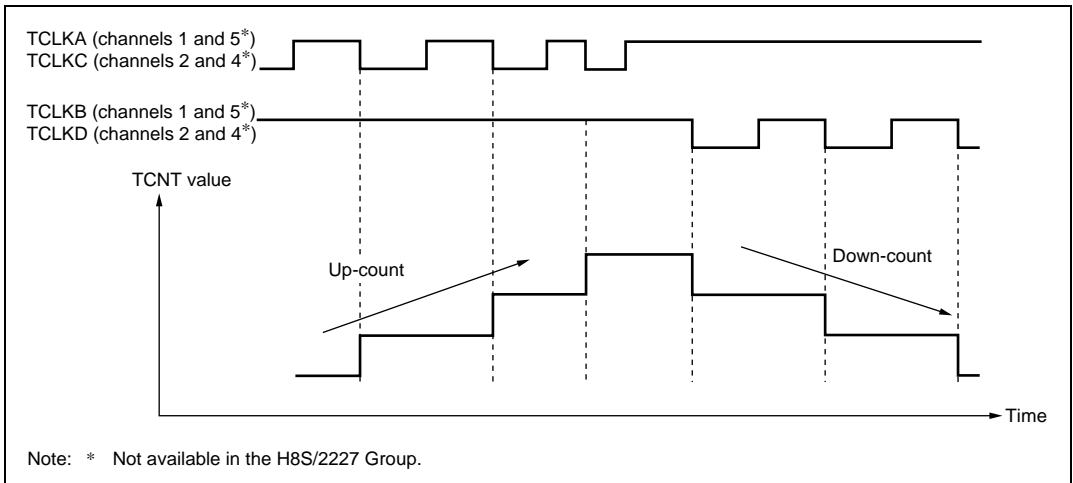 TCLKA (channels 1 and 5*)
TCLKC (channels 2 and 4*)
TCLKB (channels 1 and 5*)
TCLKD (channels 2 and 4*)
TCNT value
Up-count
Down-count
Time
Note: * Not available in the H8S/2227 Group.